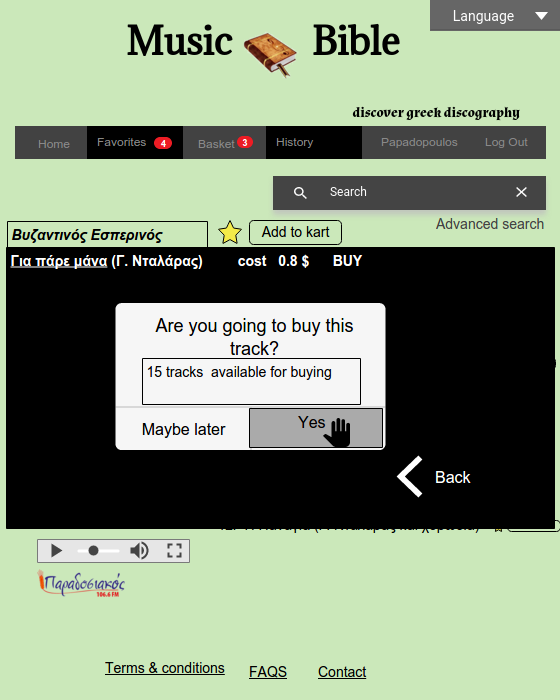 Language
Music Bible
discover greek discography
Home Favorites 4 Basket 3 History Papadopoulos Log Out
Search
Advanced search
Βυζαντινός Εσπερινός Add to kart
Για πάρε μάνα (Γ. Νταλάρας) cost 0.8 $ BUY
Are you going to buy this
track?
15 tracks available for buying
Maybe later Yes
Back
Παραδοσιακός
106.6 FM
Terms & conditions FAQS Contact